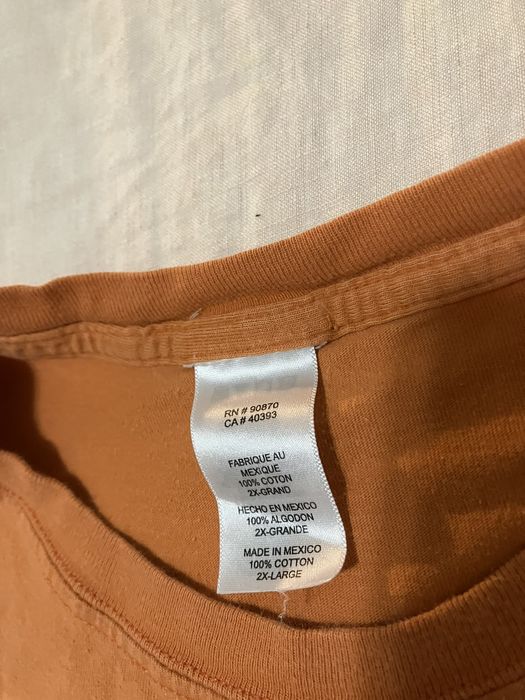 RN # 90870
CA # 40393
FABRIQUE AU
MEXIQUE
100% COTON
2X-GRAND
HECHO EN MEXICO
100% ALGODON
2X-GRANDE
MADE IN MEXICO
100% COTTON
2X-LARGE